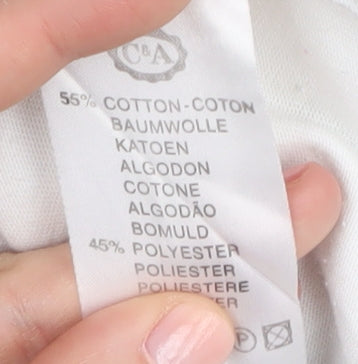 C&A
55% COTTON-COTON
BAUMWOLLE
KATOEN
ALGODON
COTONE
ALGODÃO
BOMULD
45% POLYESTER
POLIESTER
POLIESTERE
P